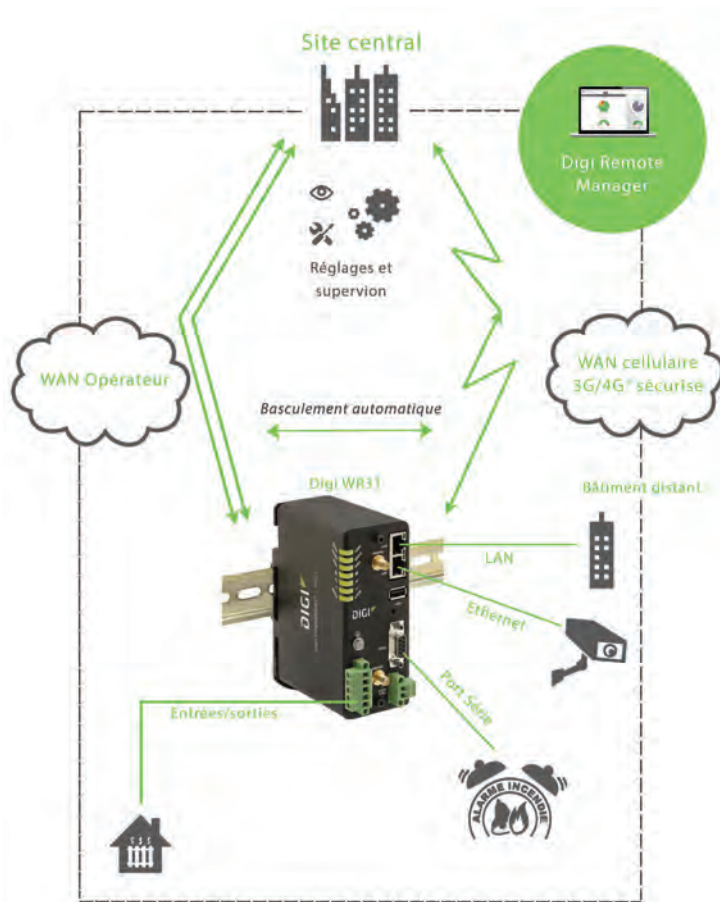 Site central
Digi Remote
Manager
Réglages et
supervion
WAN Opérateur
WAN cellulaire
3G/4G* sécurisé
Basculement automatique
Digi WR31
Bâtiment distant
LAN
Ethernet
DIGI
DIGI
Port Série
Entrées/sorties
ALARME INCENDIE